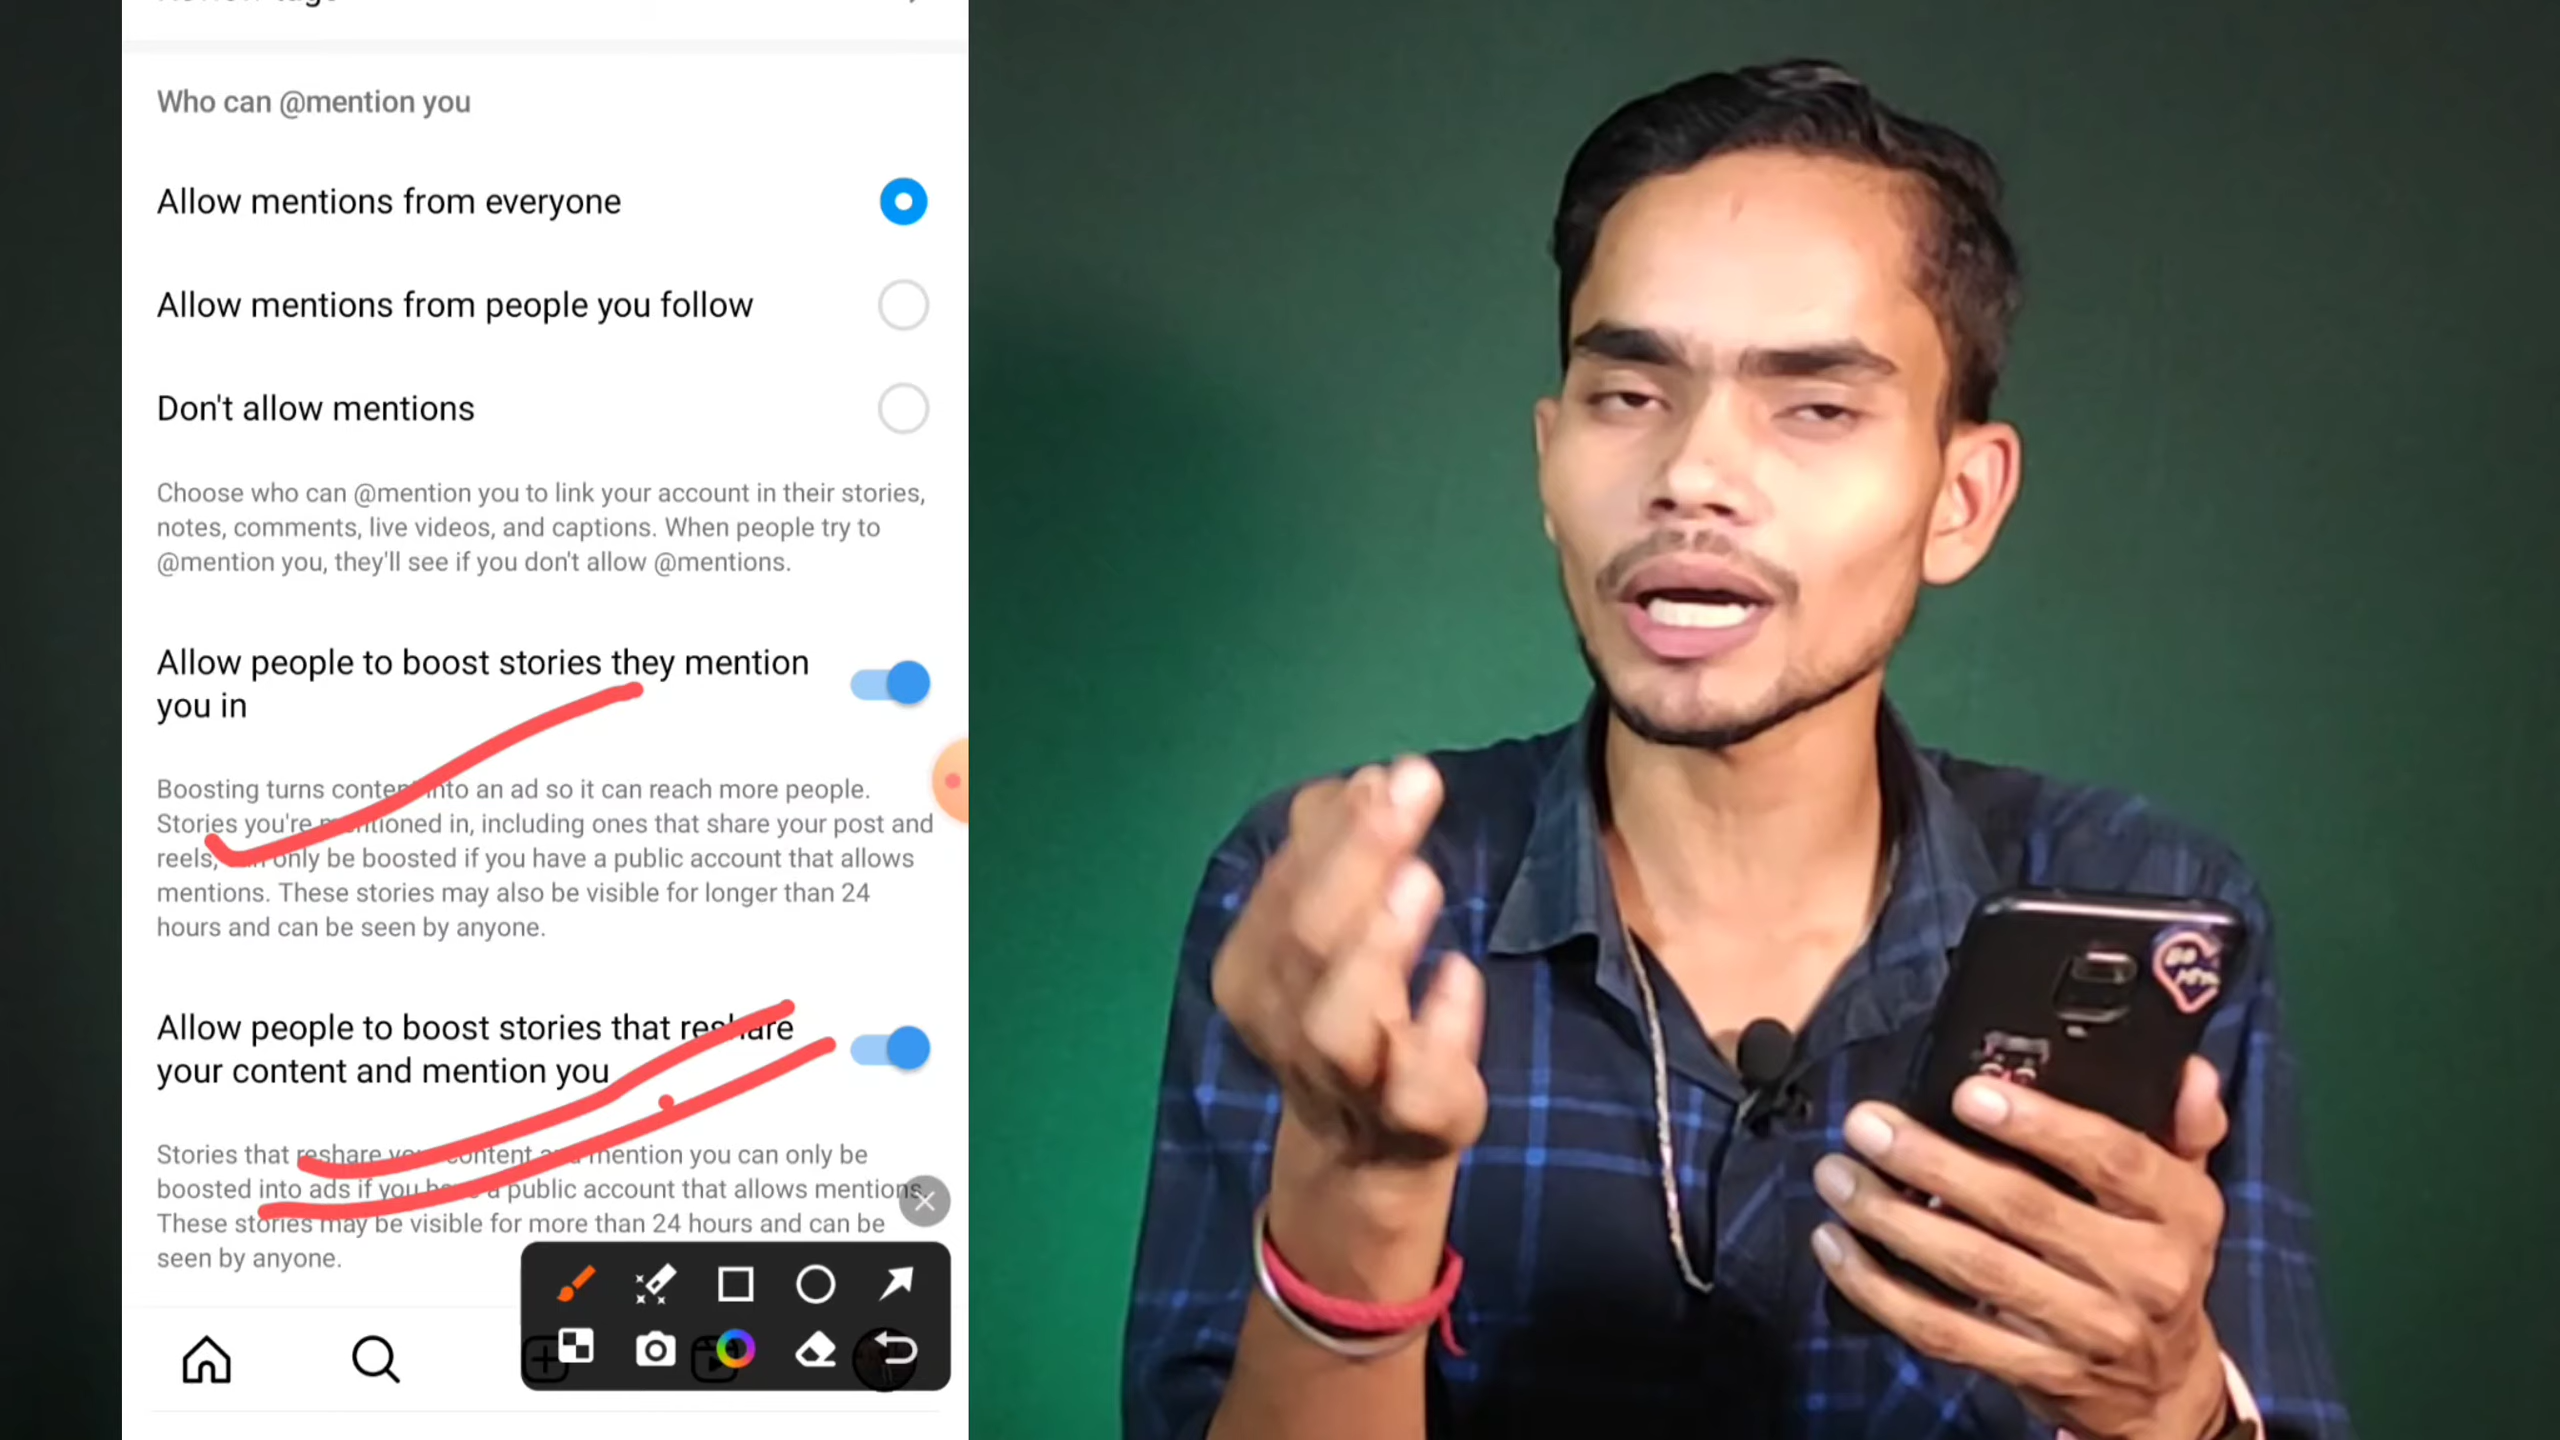 Who can @mention you
Allow mentions from everyone
Allow mentions from people you follow
Don't allow mentions
Choose who can @mention you to link your account in their stories,
notes, comments, live videos, and captions. When people try to
@mention you, they'll see if you don't allow @mentions.
Allow people to boost stories they mention
you in
Boosting turns content into an ad so it can reach more people.
Stories you're mentioned in, including ones that share your post and
reels, can only be boosted if you have a public account that allows
mentions. These stories may also be visible for longer than 24
hours and can be seen by anyone.
Allow people to boost stories that reshare
your content and mention you
Stories that reshare your content and mention you can only be
boosted into ads if you have a public account that allows mentions.
These stories may be visible for more than 24 hours and can be
seen by anyone.